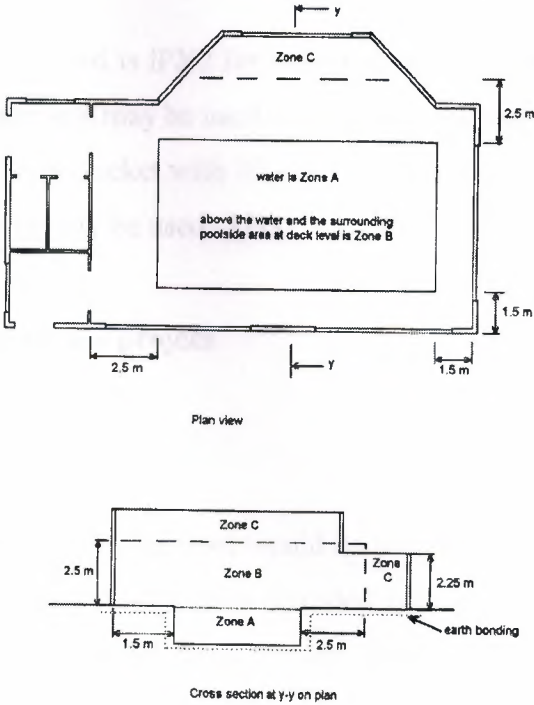 y
Zone C
2.5 m
water is Zone A
above the water and the surrounding
poolside area at deck level is Zone B
1.5 m
y
2.5 m
1.5 m
Plan view
Zone C
2.5 m
Zone B
Zone
C
2.25 m
Zone A
1.5 m
2.5 m
earth bonding
Cross section at y-y on plan